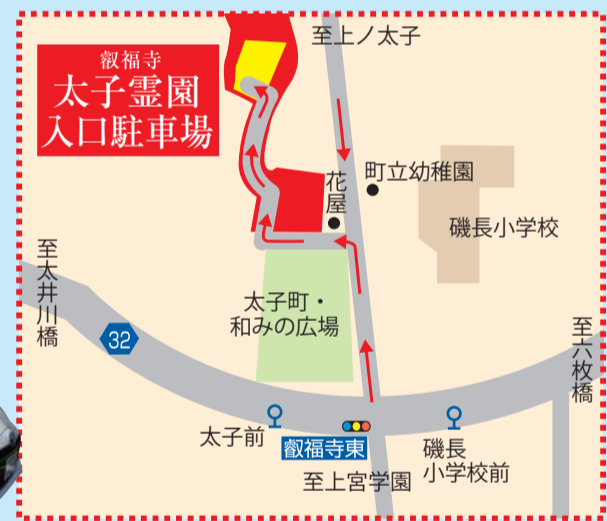 叡福寺
太子霊園
入口駐車場
至上ノ太子
町立幼稚園
花屋
磯長小学校
至太井川橋
太子町・
和みの広場
32
至六枚橋
太子前
叡福寺東
磯長
小学校前
至上宮学園